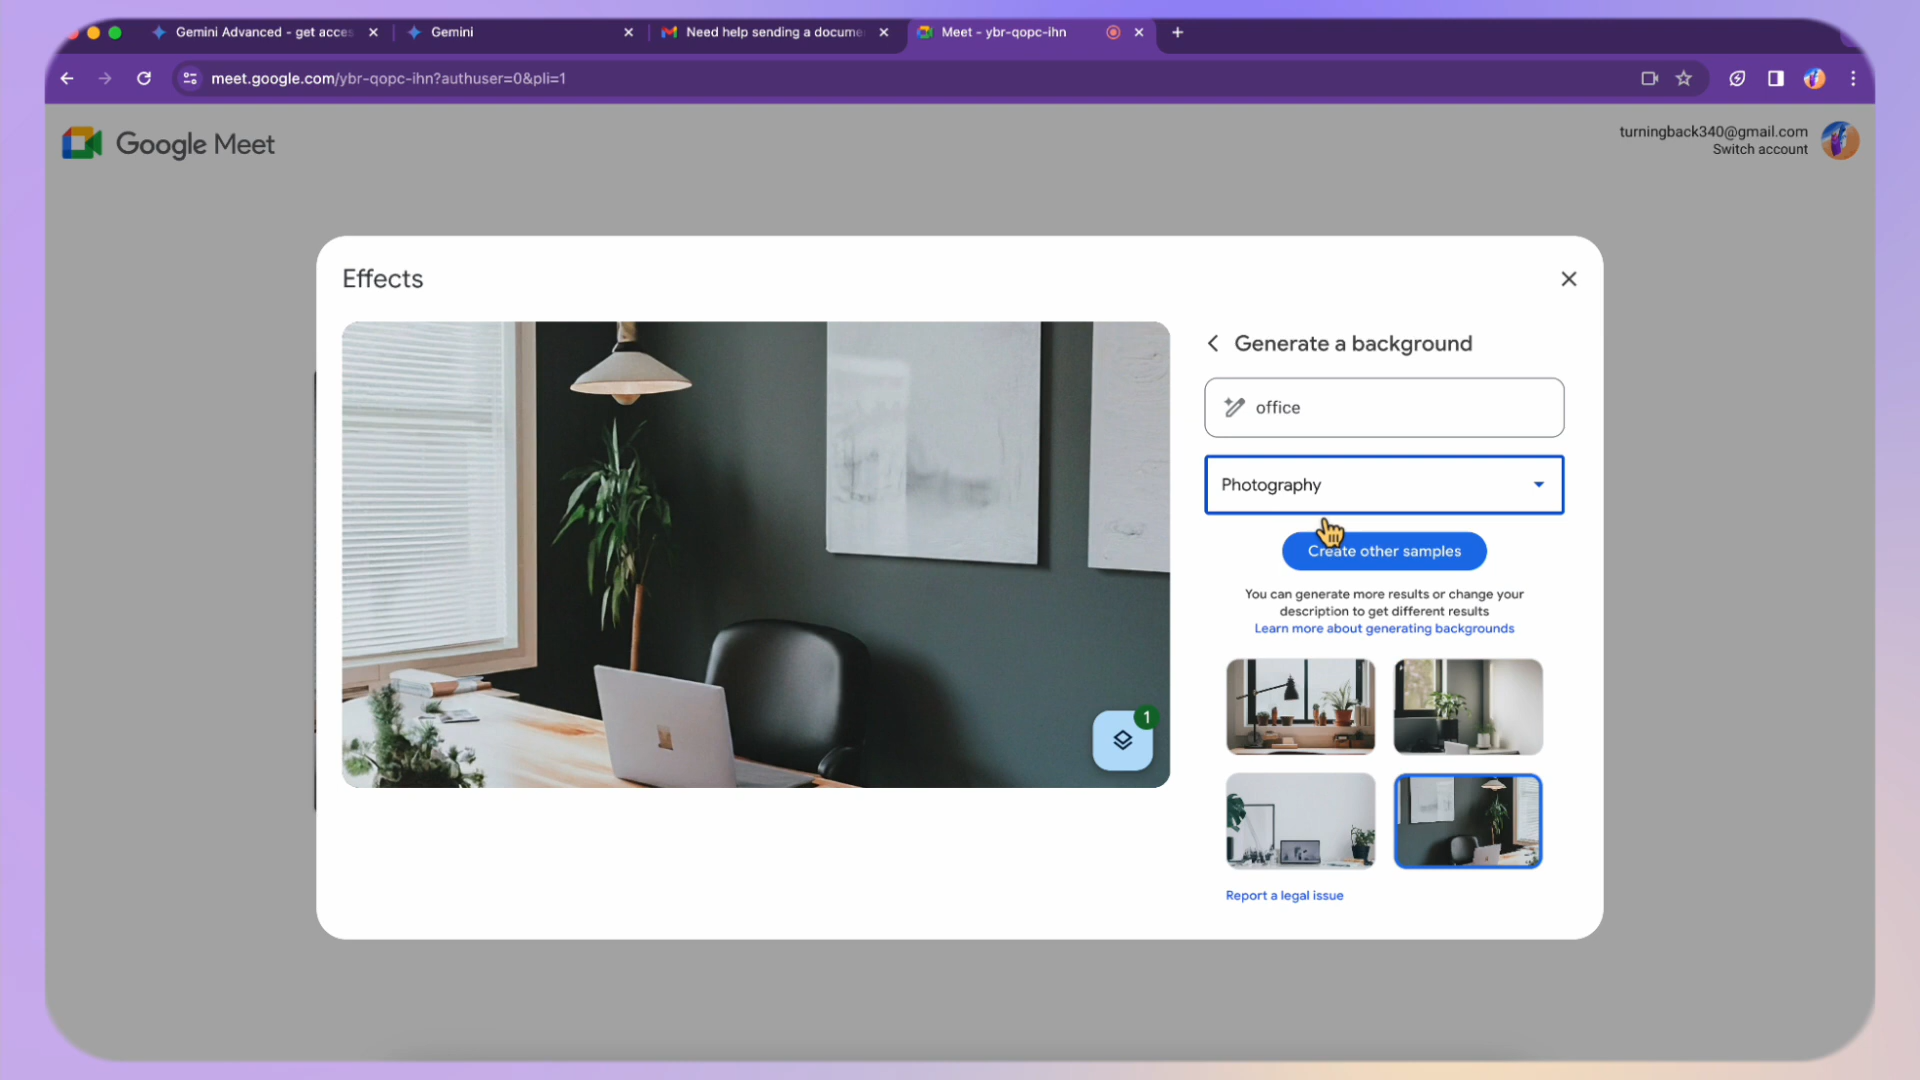 Gemini Advanced - get acces
Gemini
Need help sending a docume
Meet - ybr-qopc-ihn
meet.google.com/ybr-qopc-ihn?authuser=0&pli=1
Google Meet
turningback340@gmail.com
Switch account
Effects
Generate a background
office
Photography
Create other samples
You can generate more results or change your
description to get different results
Learn more about generating backgrounds
1
Report a legal issue